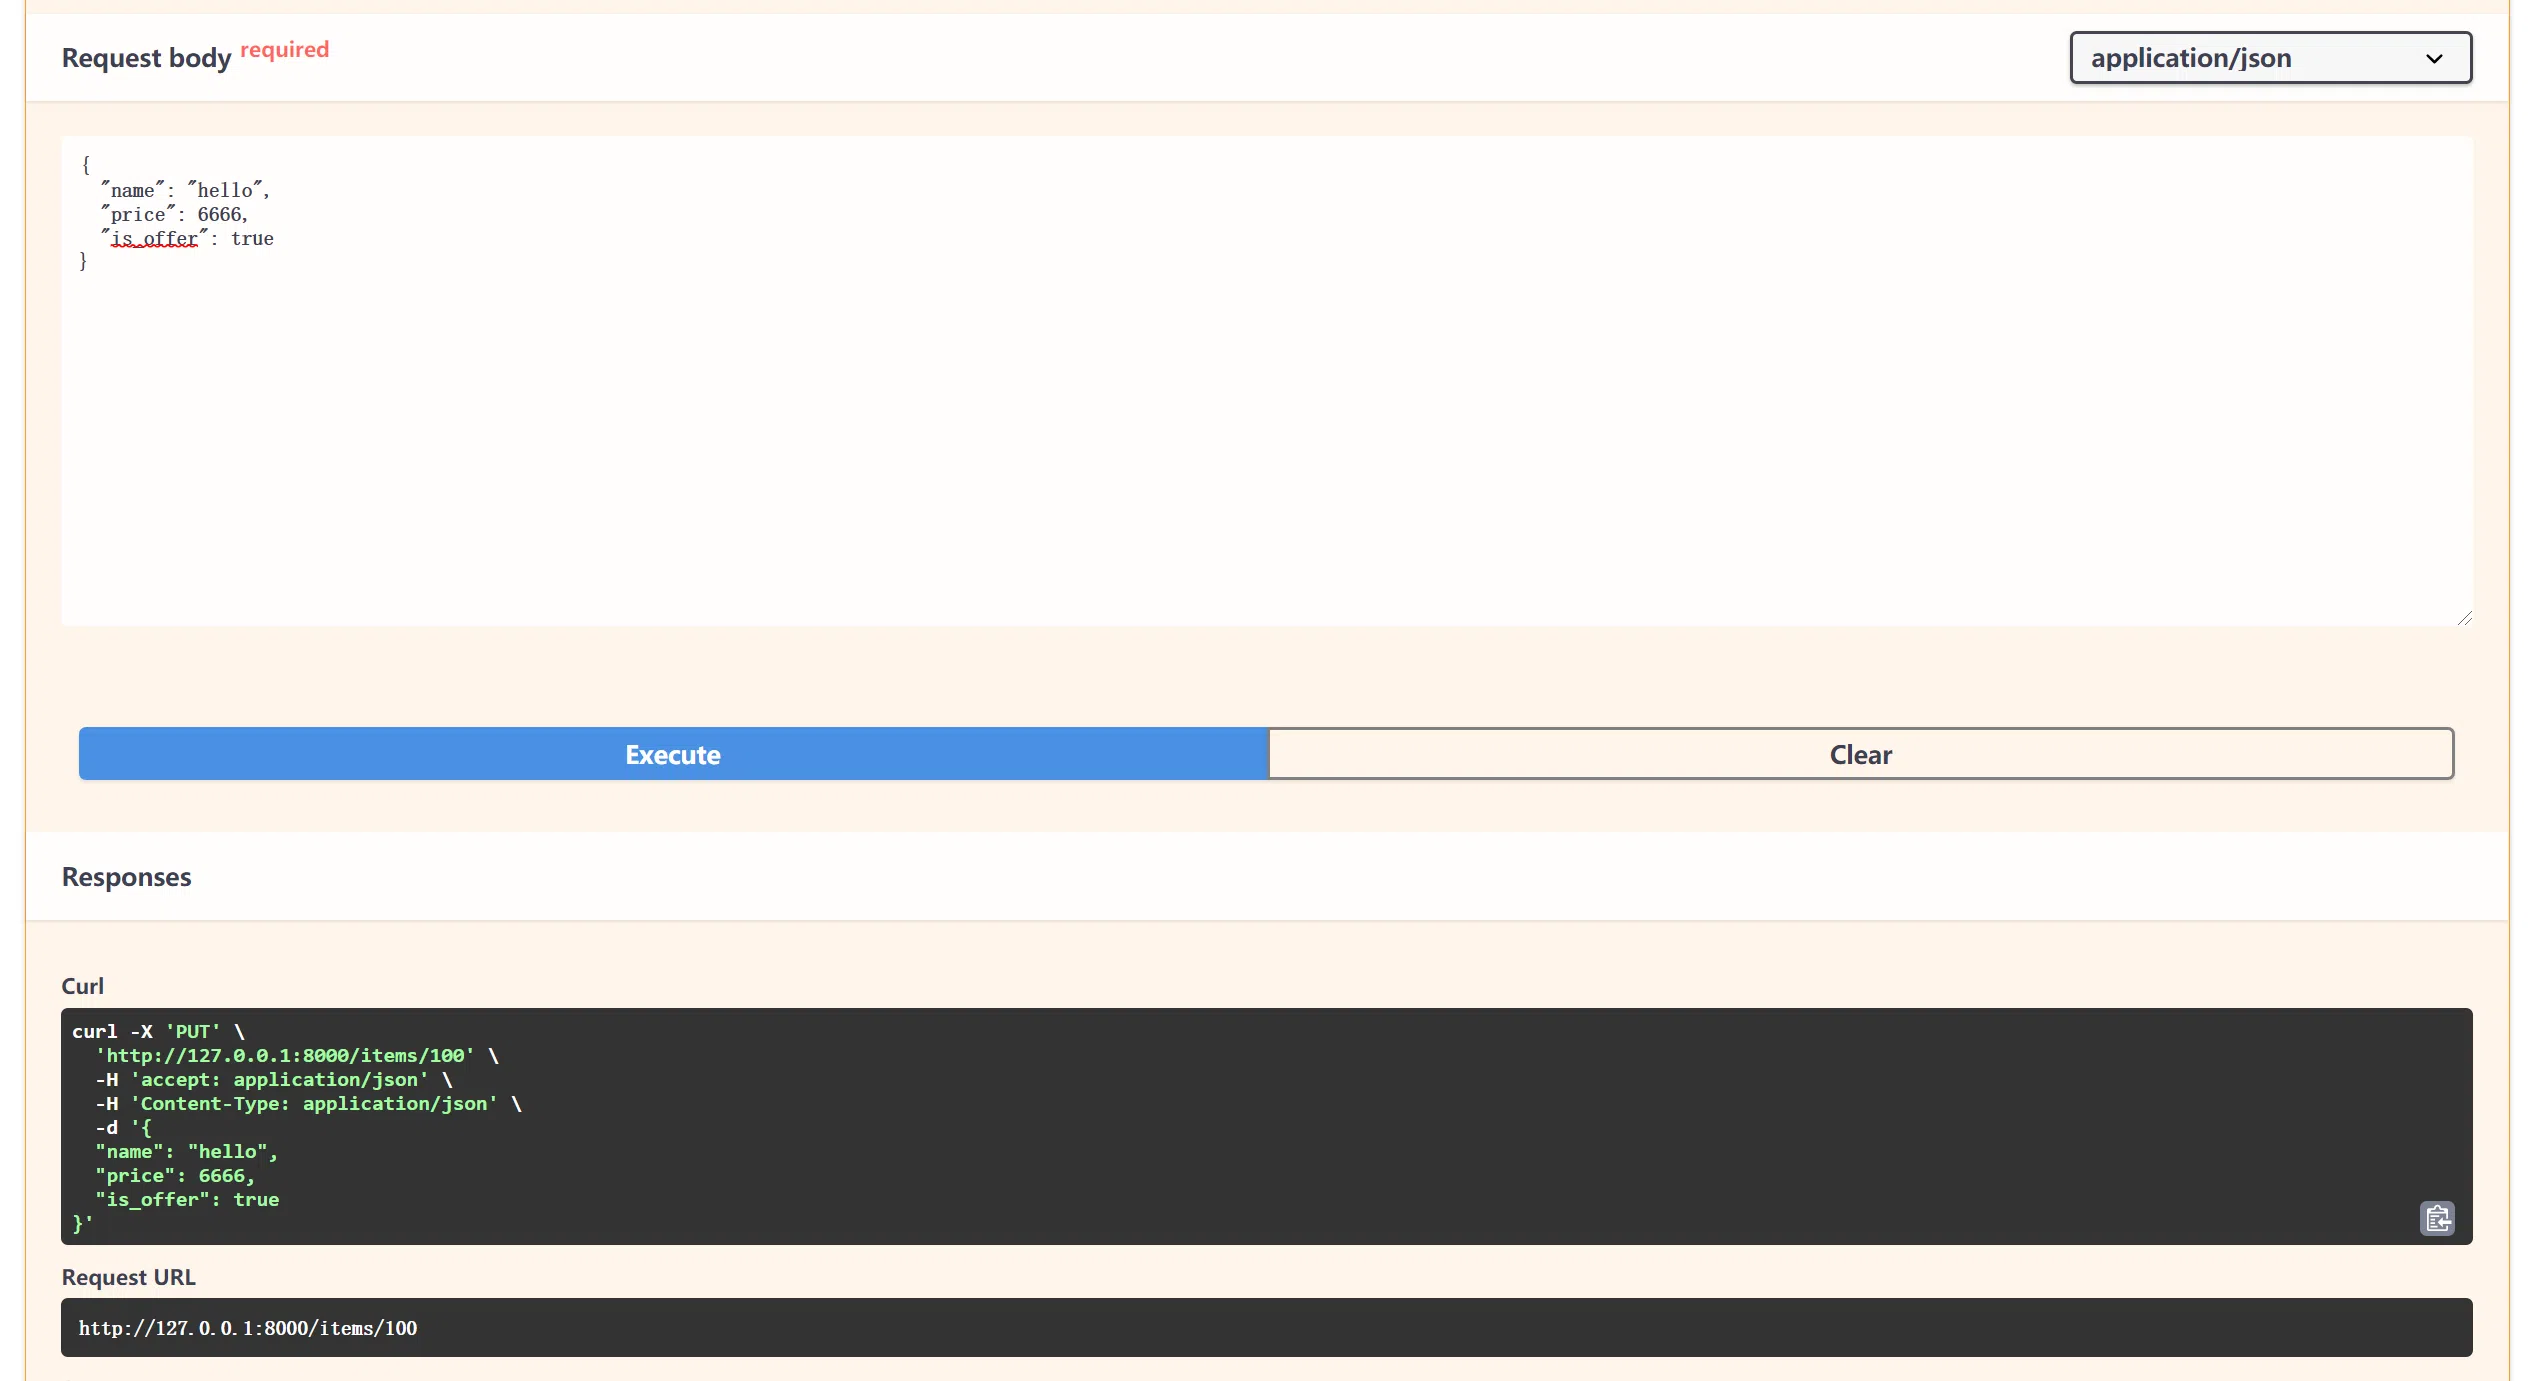 Request body required
application/json
{
  "name": "hello",
  "price": 6666,
  "is_offer": true
}
Execute
Clear
Responses
Curl
curl -X 'PUT' \
  'http://127.0.0.1:8000/items/100' \
  -H 'accept: application/json' \
  -H 'Content-Type: application/json' \
  -d '{
  "name": "hello",
  "price": 6666,
  "is_offer": true
}'
Request URL
http://127.0.0.1:8000/items/100